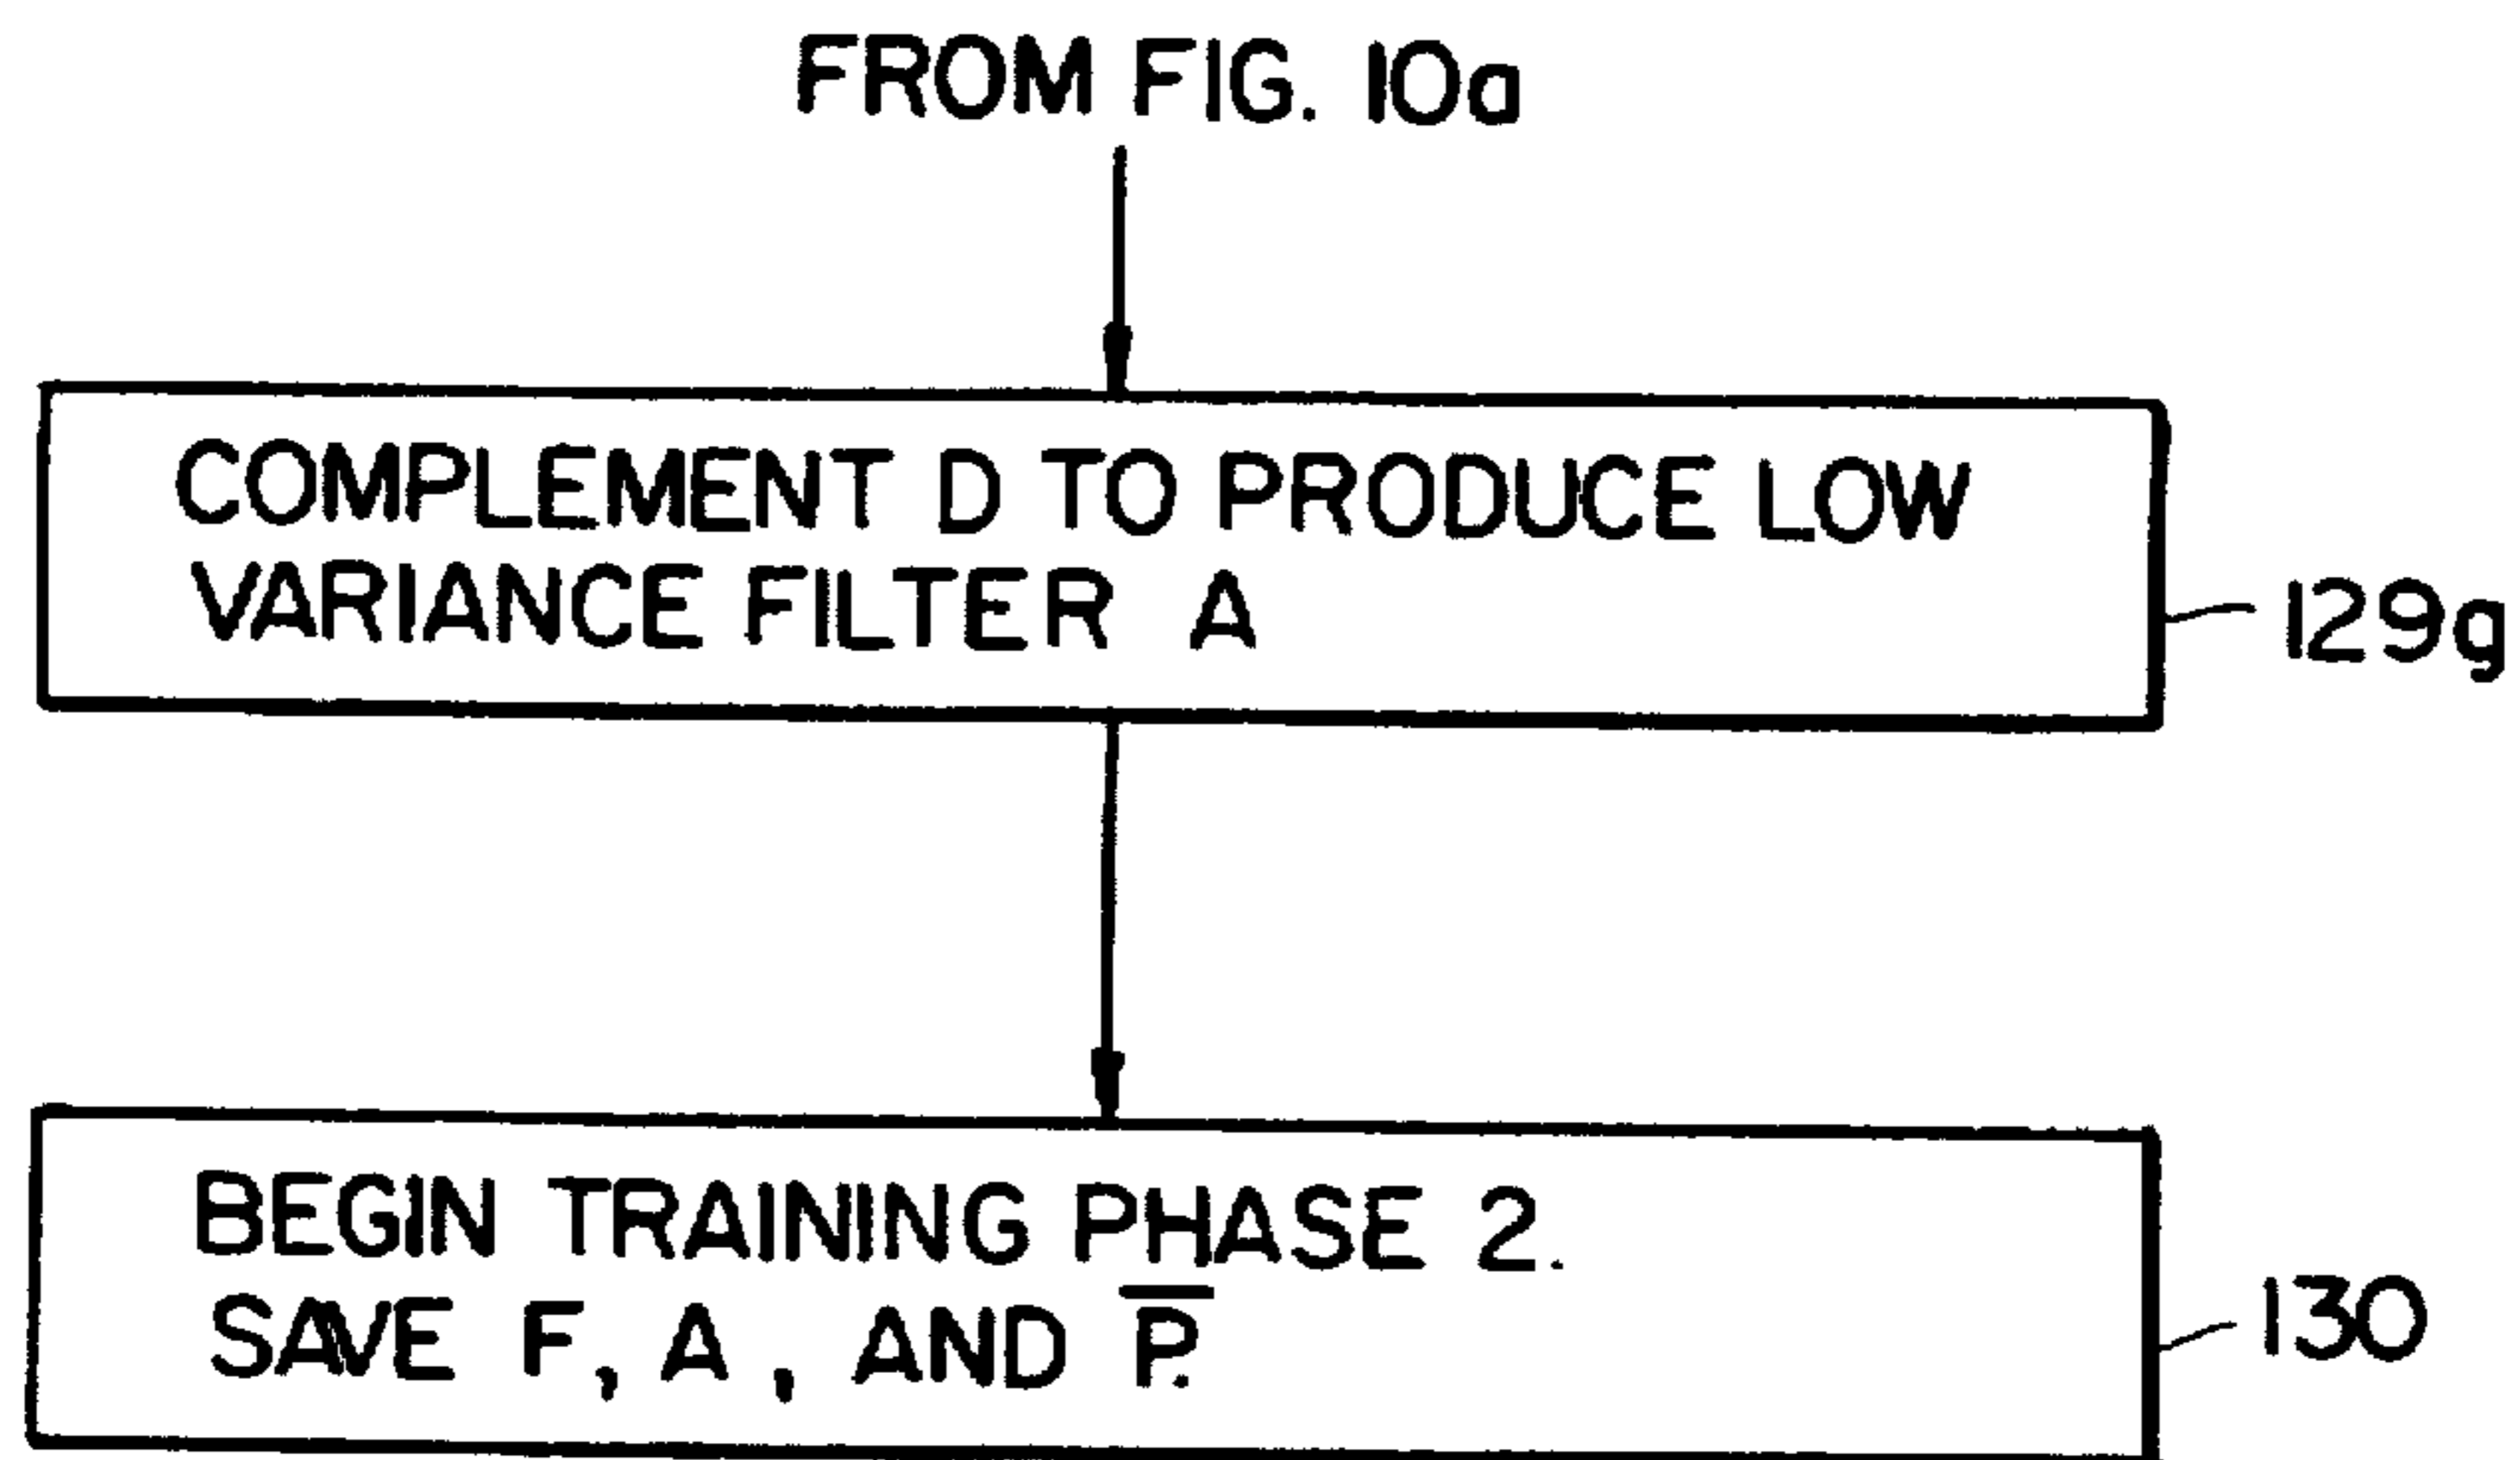 FROM FIG. 10a
COMPLEMENT D TO PRODUCE LOW
VARIANCE FILTER A
129g
BEGIN TRAINING PHASE 2.
SAVE F, A, AND P̅.
130